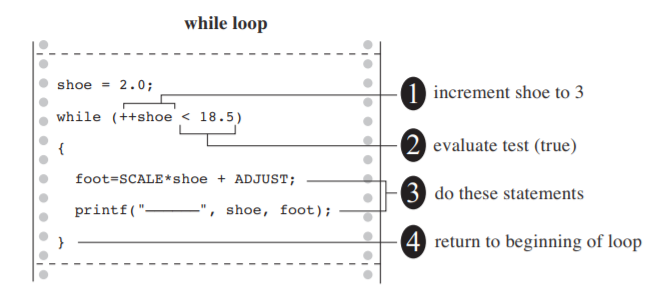 while loop
shoe = 2.0;
1 increment shoe to 3
while (++shoe < 18.5)
2 evaluate test (true)
{
foot=SCALE*shoe + ADJUST;
3 do these statements
printf("———", shoe, foot);
} 
4 return to beginning of loop